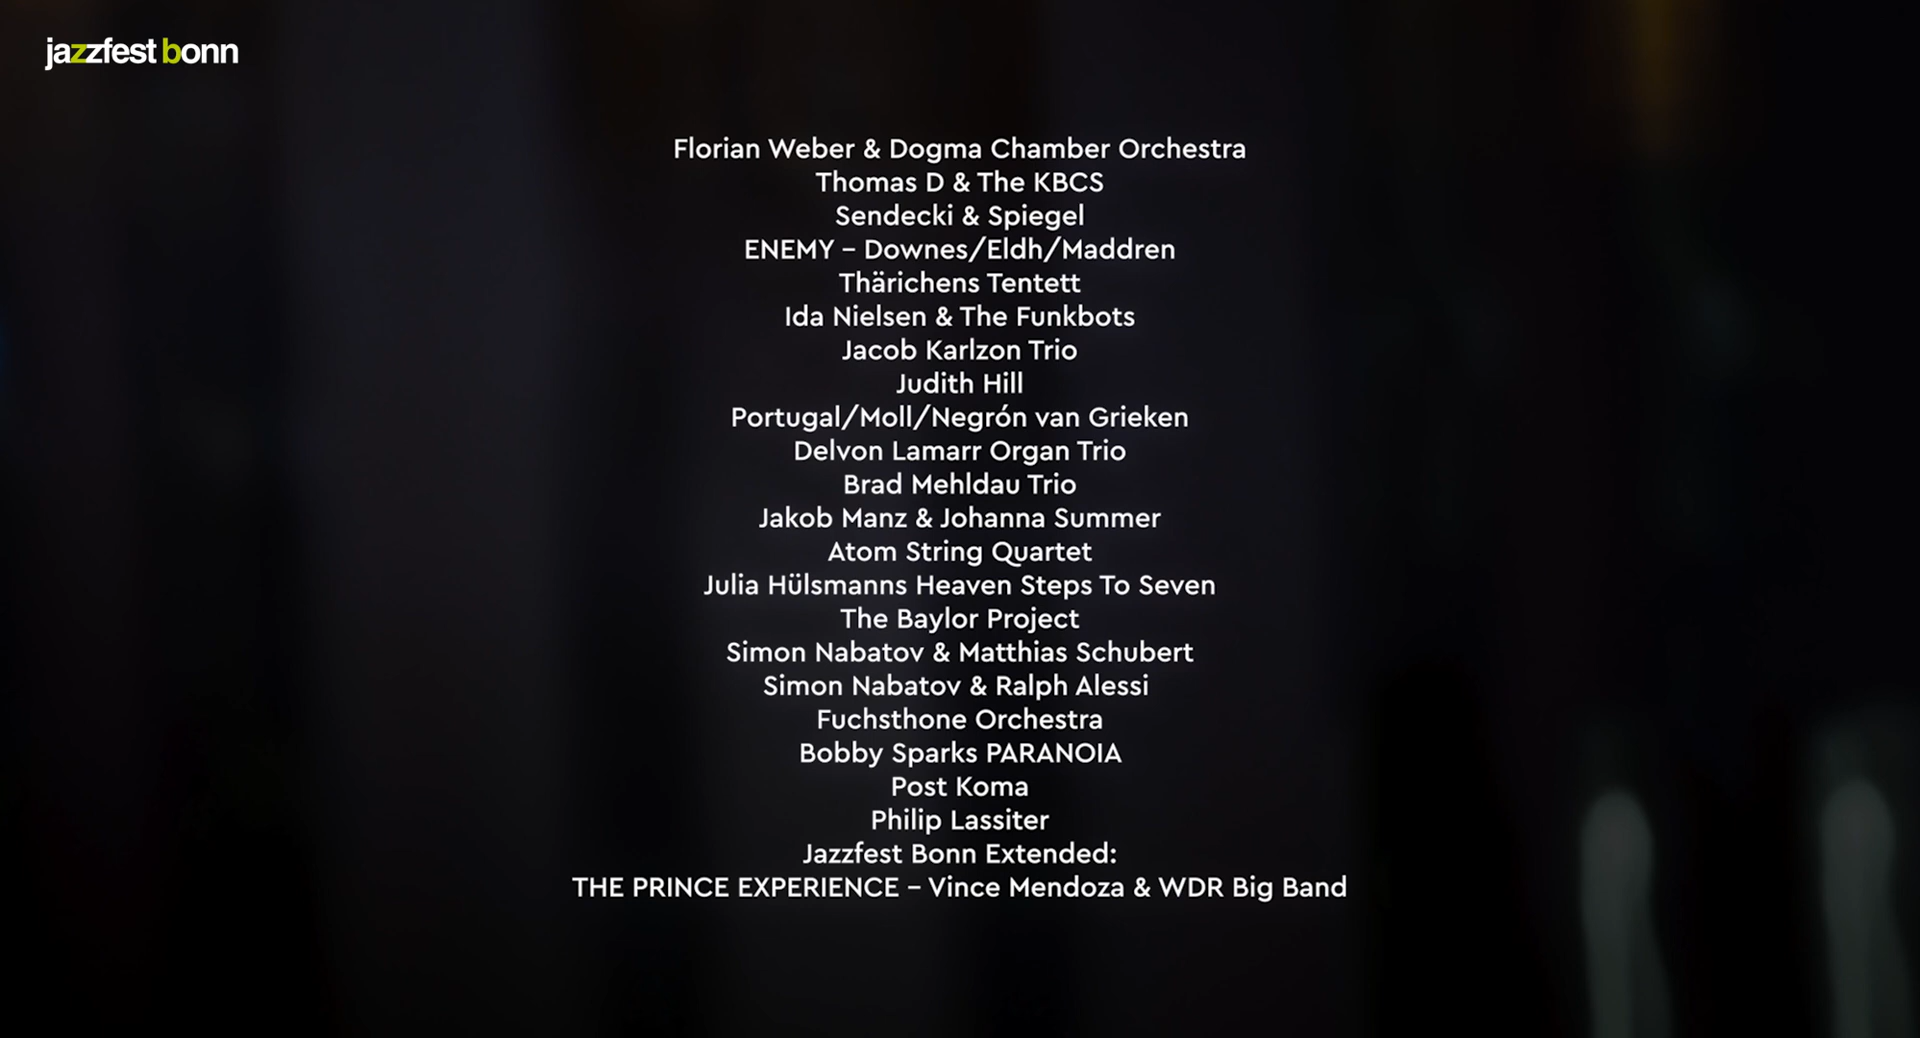 jazzfest bonn
Florian Weber & Dogma Chamber Orchestra
Thomas D & The KBCS
Sendecki & Spiegel
ENEMY – Downes/Eldh/Maddren
Thärichens Tentett
Ida Nielsen & The Funkbots
Jacob Karlzon Trio
Judith Hill
Portugal/Moll/Negrón van Grieken
Delvon Lamarr Organ Trio
Brad Mehldau Trio
Jakob Manz & Johanna Summer
Atom String Quartet
Julia Hülsmanns Heaven Steps To Seven
The Baylor Project
Simon Nabatov & Matthias Schubert
Simon Nabatov & Ralph Alessi
Fuchsthone Orchestra
Bobby Sparks PARANOIA
Post Koma
Philip Lassiter
Jazzfest Bonn Extended:
THE PRINCE EXPERIENCE – Vince Mendoza & WDR Big Band